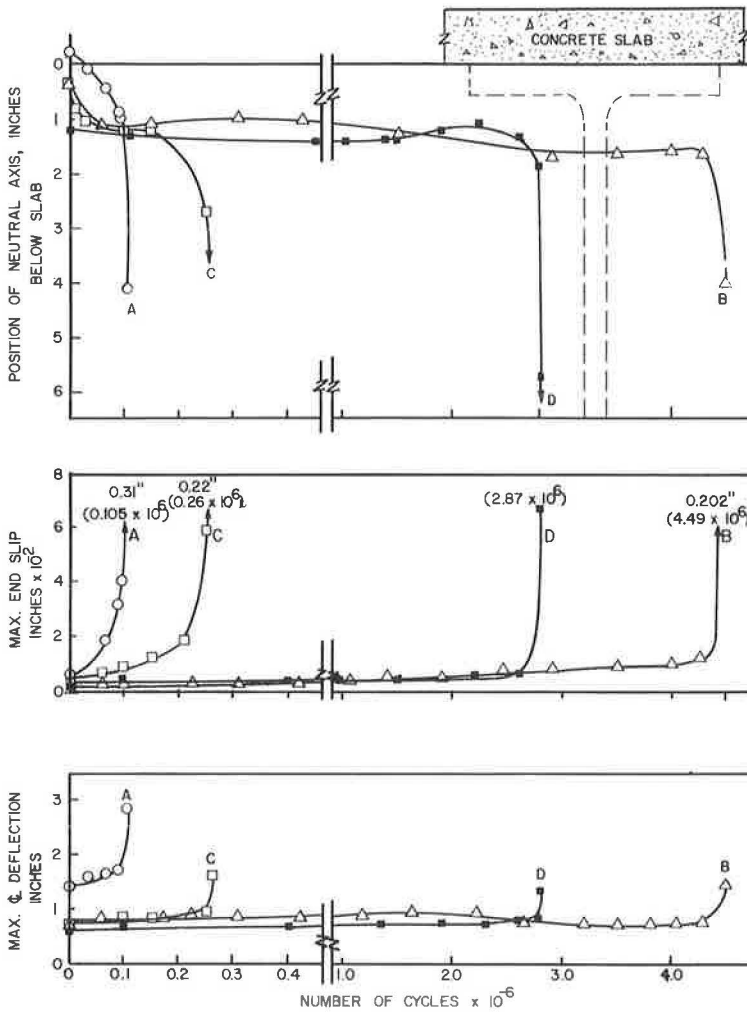 CONCRETE SLAB
POSITION OF NEUTRAL AXIS, INCHES
BELOW SLAB
0
1
2
3
4
5
6
A
C
D
B
MAX. END SLIP
INCHES x 10^-2
8
6
4
2
0
0.31"
(0.105 x 10^6)
A
0.22"
(0.26 x 10^6)
C
(2.87 x 10^6)
D
0.202"
(4.49 x 10^6)
B
MAX. ℄ DEFLECTION
INCHES
3
2
1
0
A
C
D
B
0 0.1 0.2 0.3 0.4 1.0 2.0 3.0 4.0
NUMBER OF CYCLES x 10^-6